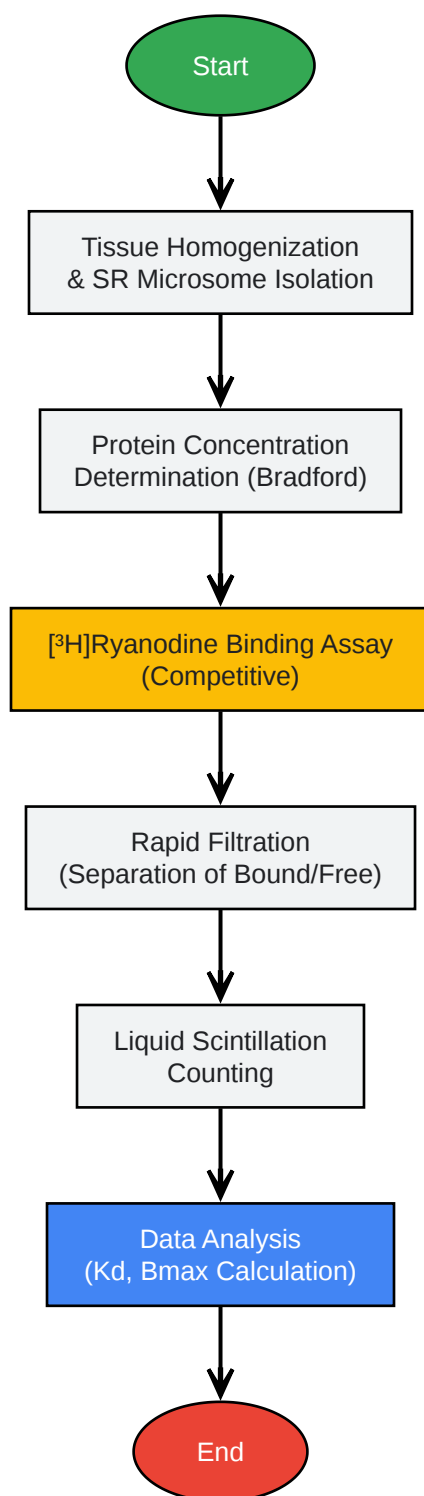 Start
Tissue Homogenization
& SR Microsome Isolation
Protein Concentration
Determination (Bradford)
[³H]Ryanodine Binding Assay
(Competitive)
Rapid Filtration
(Separation of Bound/Free)
Liquid Scintillation
Counting
Data Analysis
(Kd, Bmax Calculation)
End